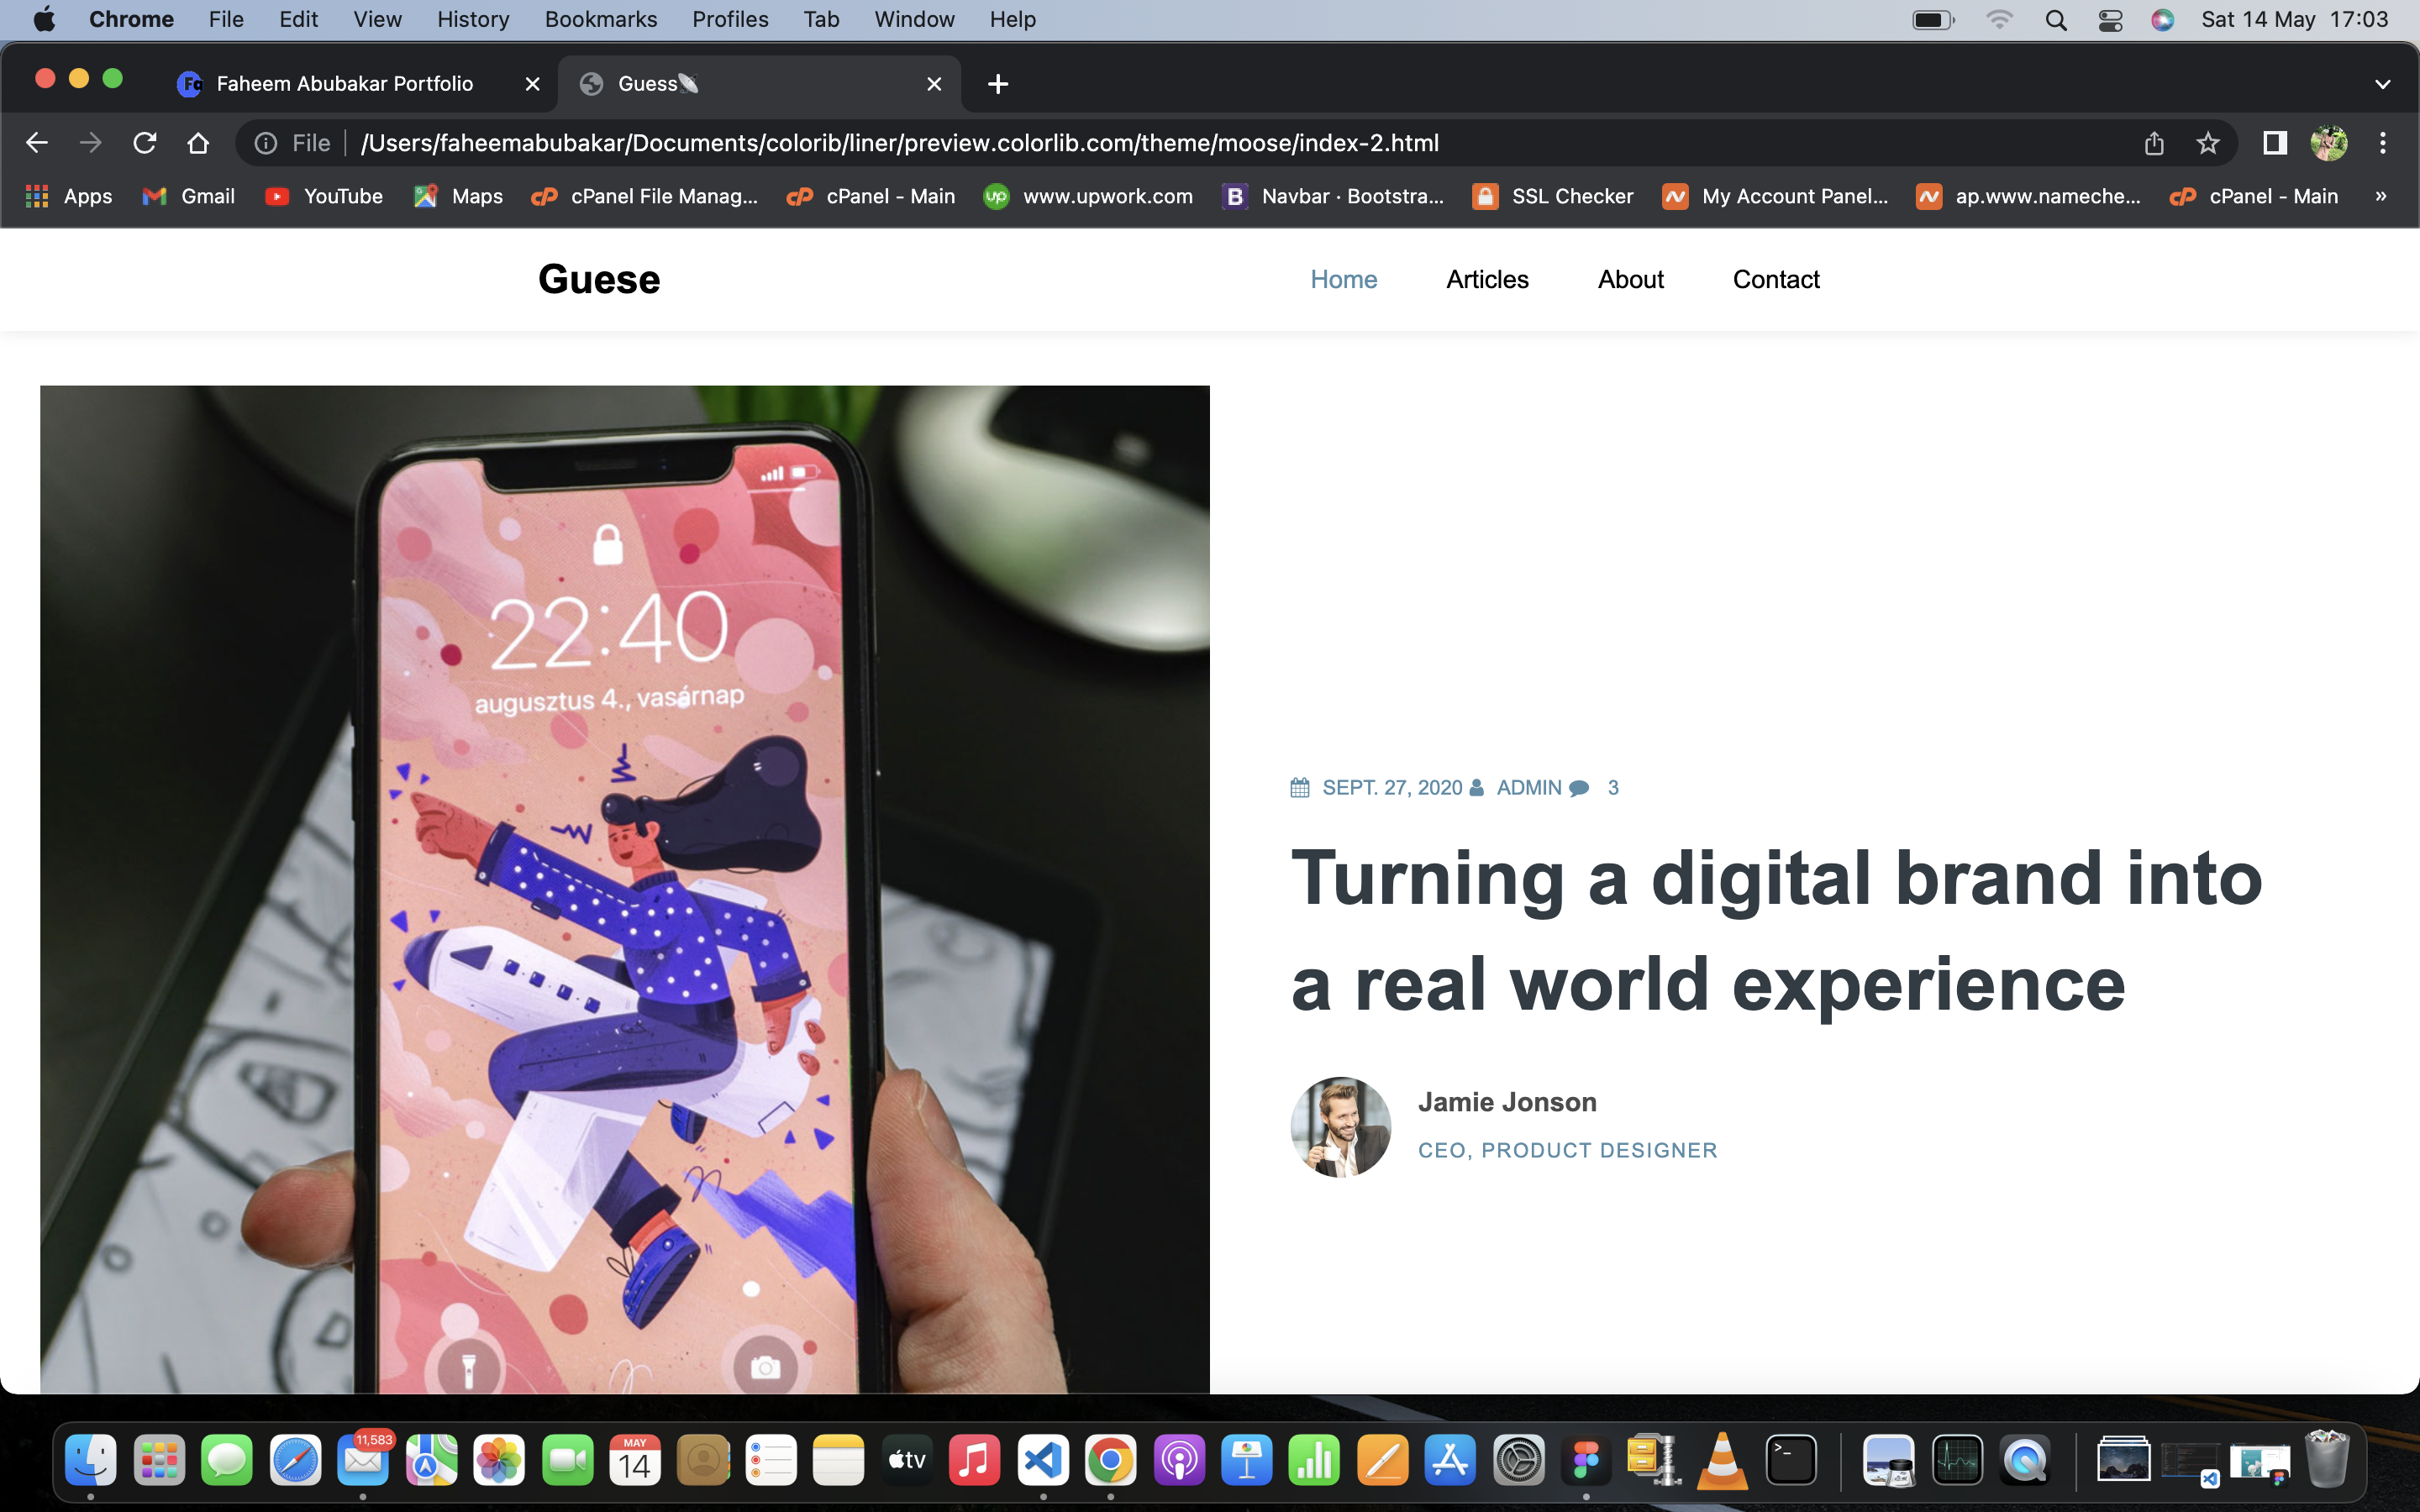 Chrome File Edit View History Bookmarks Profiles Tab Window Help Sat 14 May 17:03
Faheem Abubakar Portfolio Guess
File /Users/faheemabubakar/Documents/colorib/liner/preview.colorlib.com/theme/moose/index-2.html
Apps Gmail YouTube Maps cPanel File Manag... cPanel - Main www.upwork.com Navbar · Bootstra... SSL Checker My Account Panel... ap.www.nameche... cPanel - Main »
Guese Home Articles About Contact
22:40
augusztus 4., vasárnap
SEPT. 27, 2020 ADMIN 3
Turning a digital brand into
a real world experience
Jamie Jonson
CEO, PRODUCT DESIGNER
11,583
MAY
14
tv